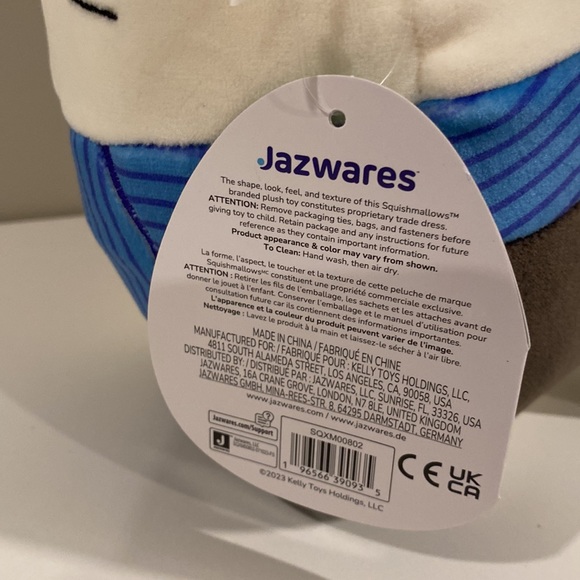 Jazwares
The shape, look, feel, and texture of this Squishmallows™
branded plush toy constitutes proprietary trade dress.
ATTENTION: Remove packaging ties, bags, and fasteners before
giving toy to child. Retain package and any instructions for future
reference as they contain important information.
Product appearance & color may vary from shown.
To Clean: Hand wash, then air dry.
La forme, l'aspect, le toucher et la texture de cette peluche de marque
Squishmallows™ constituent une propriété commerciale exclusive.
ATTENTION : Retirer les fils de l'emballage, les sachets et les attaches avant de
donner le jouet à l'enfant. Conserver l'emballage et le manuel d'utilisation pour
consultation future car ils contiennent des informations importantes.
L'apparence et la couleur du produit peuvent varier de l'image.
Nettoyage : Lavez le produit à la main et laissez-le sécher à l'air libre.
MADE IN CHINA / FABRIQUÉ EN CHINE
MANUFACTURED FOR: / FABRIQUÉ POUR : KELLY TOYS HOLDINGS, LLC,
4811 SOUTH ALAMEDA STREET, LOS ANGELES, CA, 90058. USA
DISTRIBUTED BY / DISTRIBUÉ PAR : JAZWARES, LLC, SUNRISE, FL, 33326, USA
JAZWARES, 16A CRANE GROVE, LONDON, N7 8LE, UNITED KINGDOM
JAZWARES GMBH, MINA-REES-STR. 8, 64295 DARMSTADT, GERMANY
www.jazwares.com / www.jazwares.de
Jazwares.com/Support
SQXM00802
1 96566 39093 5
CE UK
CA
©2023 Kelly Toys Holdings, LLC